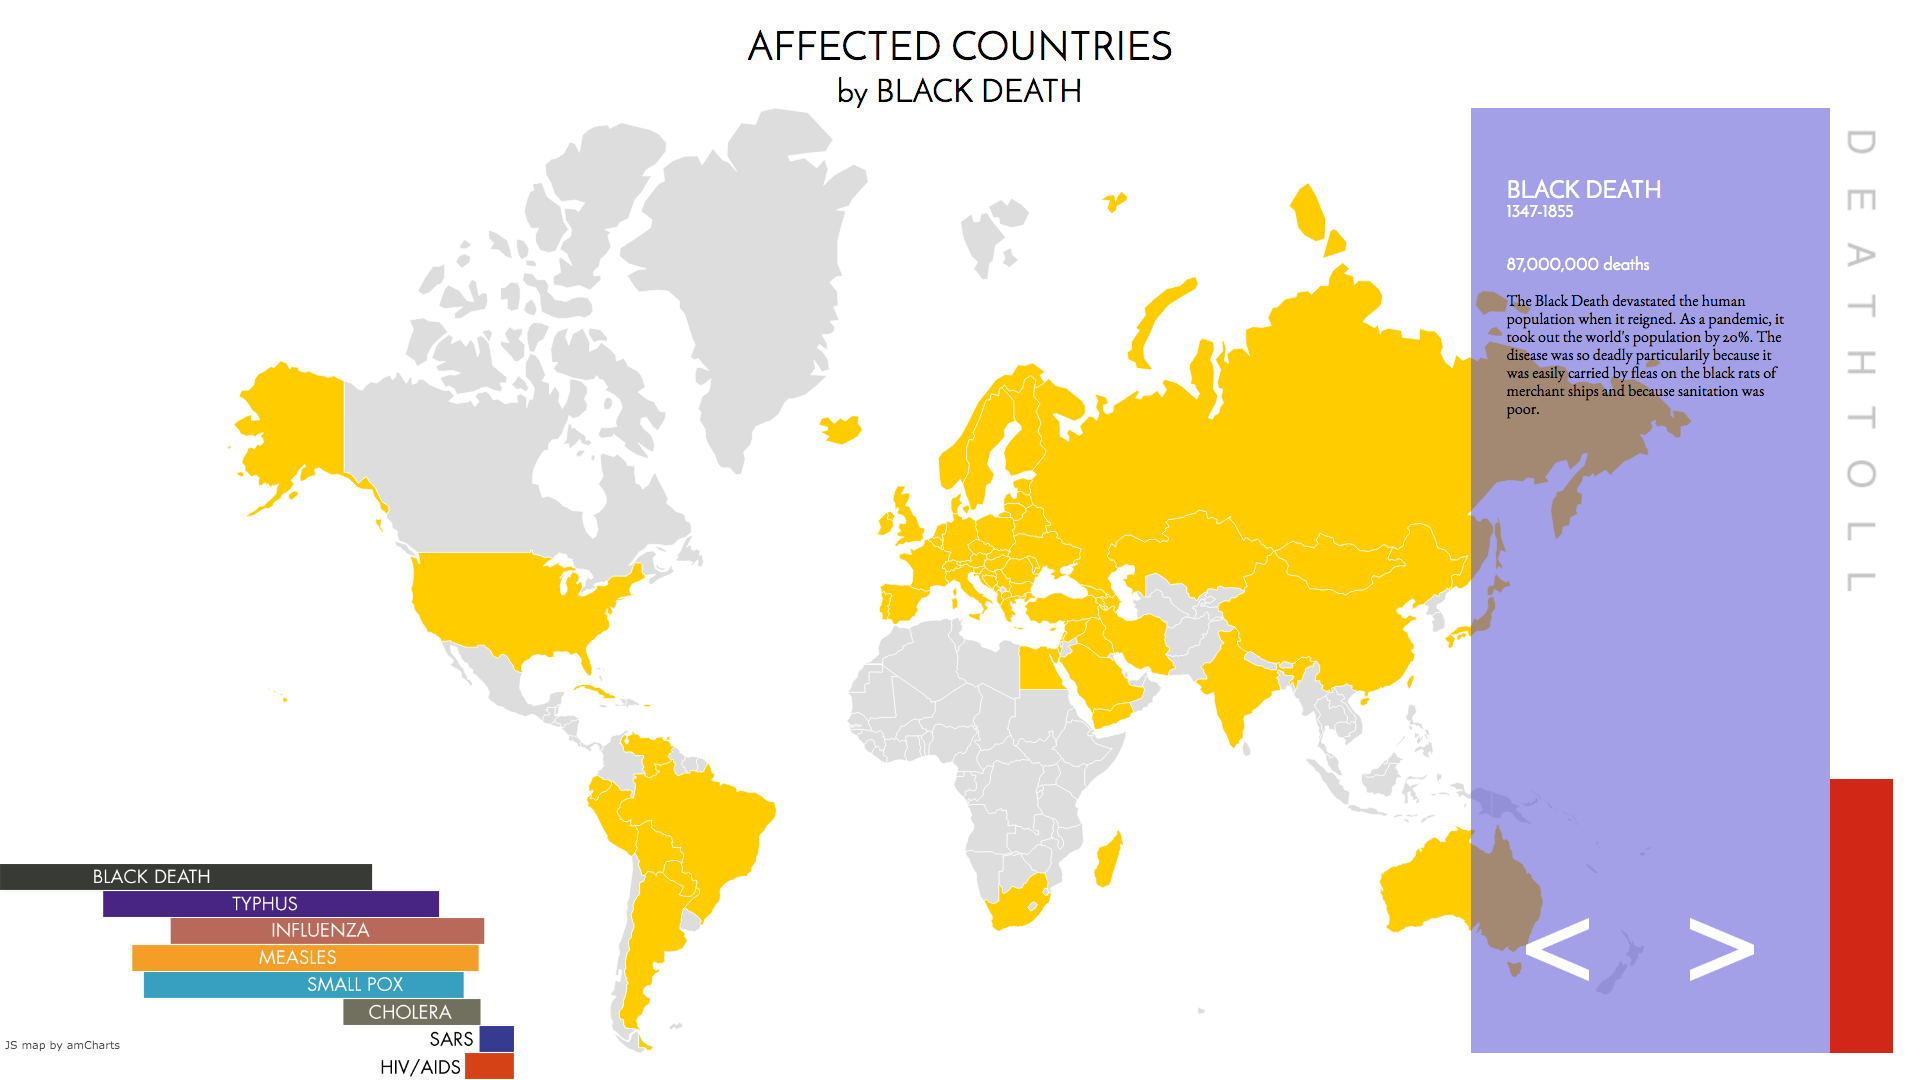 AFFECTED COUNTRIES
by BLACK DEATH
BLACK DEATH
1347-1855
87,000,000 deaths
The Black Death devastated the human
population when it reigned. As a pandemic, it
took out the world's population by 20%. The
disease was so deadly particularily because it
was easily carried by fleas on the black rats of
merchant ships and because sanitation was
poor.
< >
DEATH TOLL
BLACK DEATH
TYPHUS
INFLUENZA
MEASLES
SMALL POX
CHOLERA
SARS
HIV/AIDS
JS map by amCharts